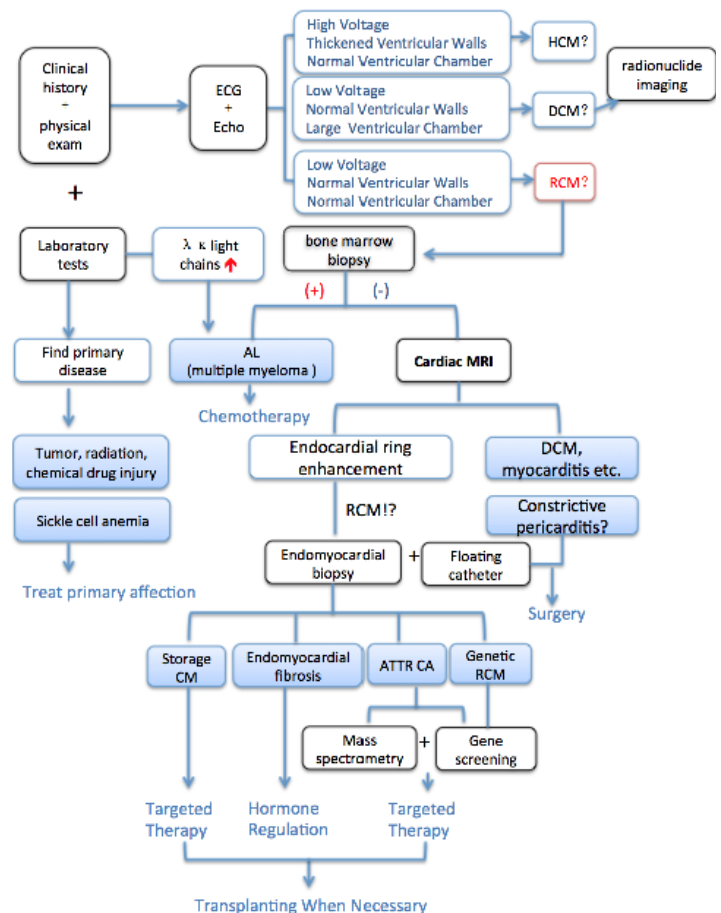 Clinical
history
+
physical
exam
ECG
+
Echo
High Voltage
Thickened Ventricular Walls
Normal Ventricular Chamber
HCM?
radionuclide
imaging
Low Voltage
Normal Ventricular Walls
Large Ventricular Chamber
DCM?
Low Voltage
Normal Ventricular Walls
Normal Ventricular Chamber
RCM?
+
Laboratory
tests
λ κ light
chains ↑
bone marrow
biopsy
(+) (-)
Find primary
disease
AL
(multiple myeloma )
Cardiac MRI
Chemotherapy
Tumor, radiation,
chemical drug injury
Endocardial ring
enhancement
DCM,
myocarditis etc.
Sickle cell anemia
RCM!?
Constrictive
pericarditis?
Treat primary affection
Endomyocardial
biopsy
+
Floating
catheter
Surgery
Storage
CM
Endomyocardial
fibrosis
ATTR CA
Genetic
RCM
Mass
spectrometry
+
Gene
screening
Targeted
Therapy
Hormone
Regulation
Targeted
Therapy
Transplanting When Necessary